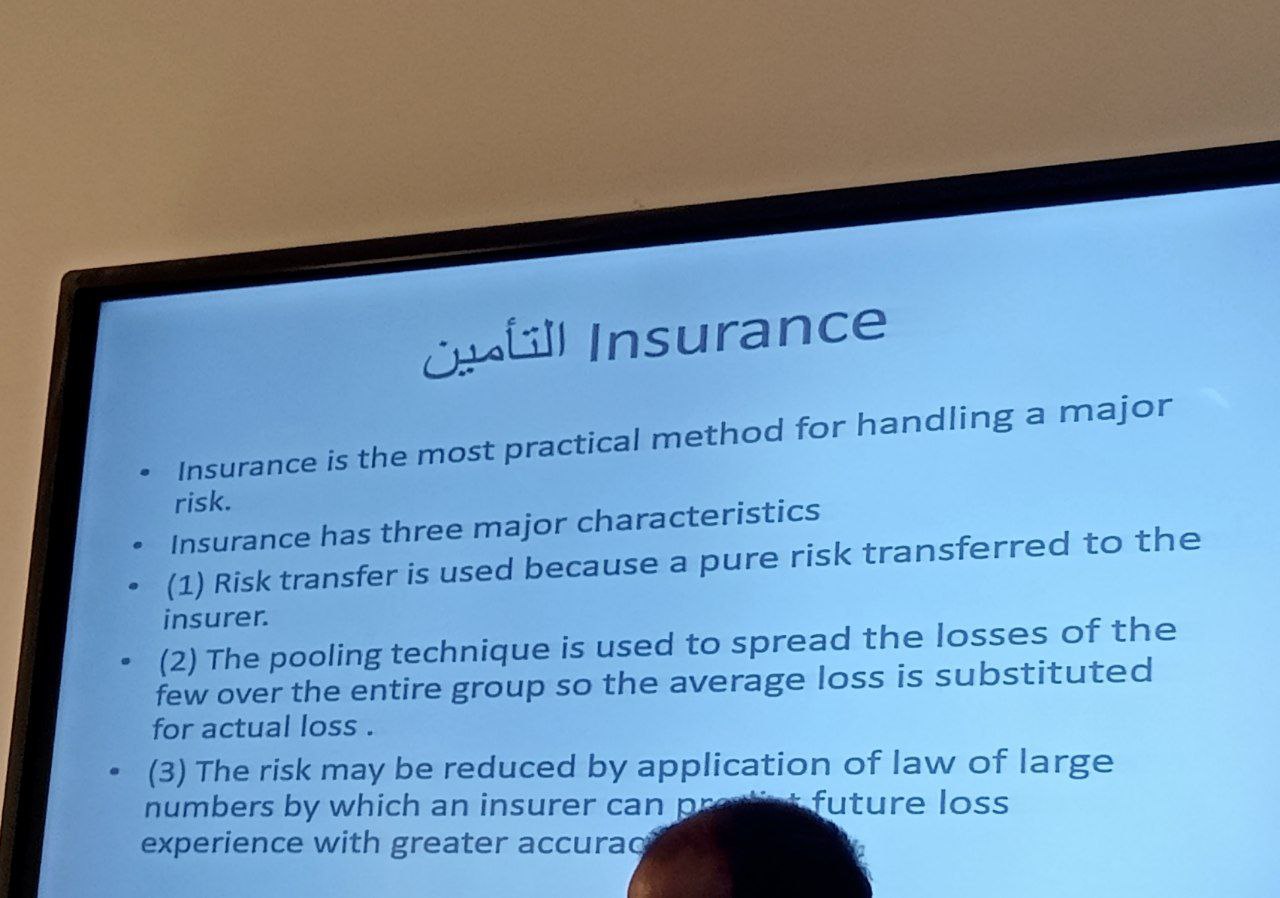 التأمين Insurance
• Insurance is the most practical method for handling a major
risk.
• Insurance has three major characteristics
• (1) Risk transfer is used because a pure risk transferred to the
insurer.
• (2) The pooling technique is used to spread the losses of the
few over the entire group so the average loss is substituted
for actual loss .
• (3) The risk may be reduced by application of law of large
numbers by which an insurer can future loss
experience with greater